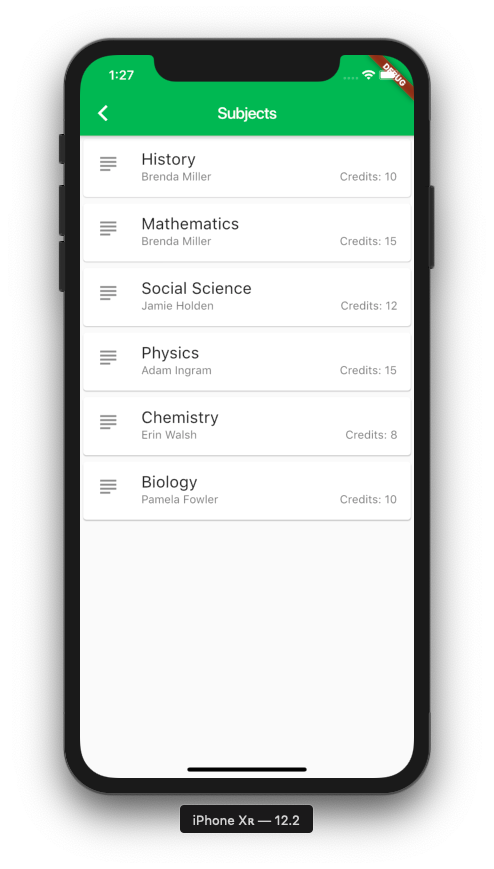 1:27
DEBUG
Subjects
History
Brenda Miller Credits: 10
Mathematics
Brenda Miller Credits: 15
Social Science
Jamie Holden Credits: 12
Physics
Adam Ingram Credits: 15
Chemistry
Erin Walsh Credits: 8
Biology
Pamela Fowler Credits: 10
iPhone Xʀ — 12.2